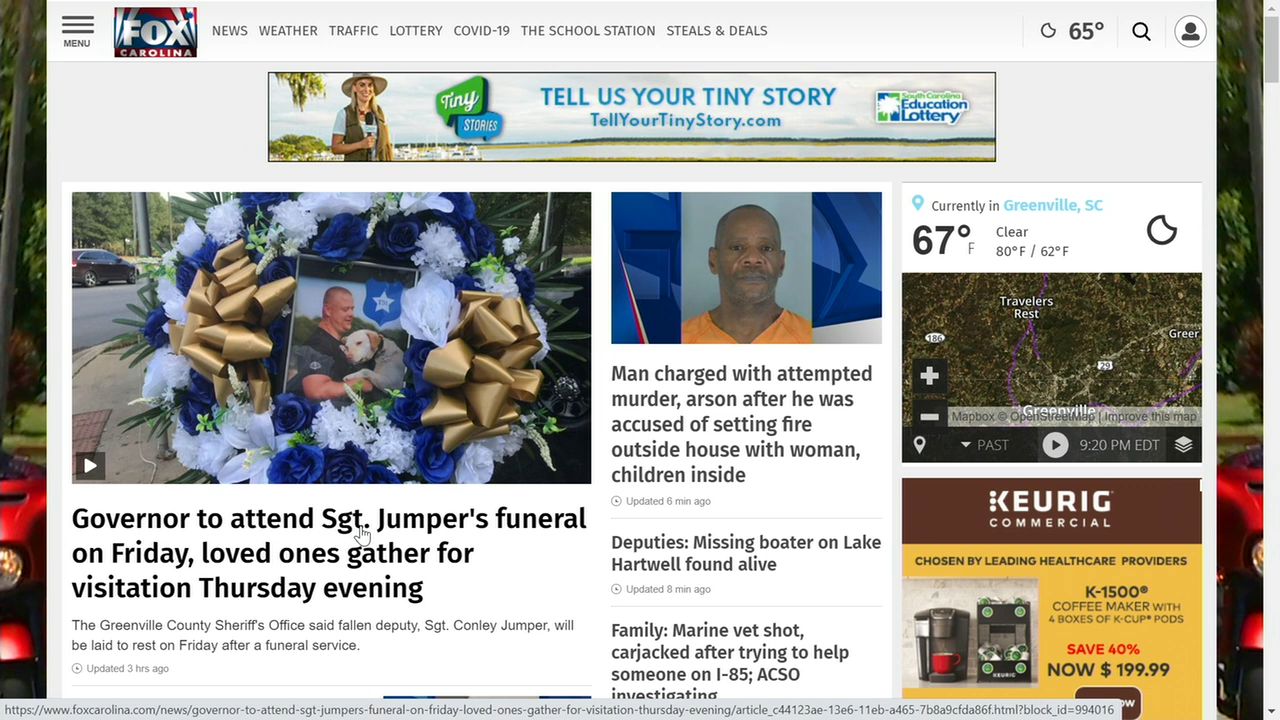 MENU
FOX
CAROLINA
NEWS WEATHER TRAFFIC LOTTERY COVID-19 THE SCHOOL STATION STEALS & DEALS
65°
Tiny
STORIES
TELL US YOUR TINY STORY
TellYourTinyStory.com
South Carolina
Education
Lottery
Governor to attend Sgt. Jumper's funeral
on Friday, loved ones gather for
visitation Thursday evening
The Greenville County Sheriff's Office said fallen deputy, Sgt. Conley Jumper, will
be laid to rest on Friday after a funeral service.
Updated 3 hrs ago
Man charged with attempted
murder, arson after he was
accused of setting fire
outside house with woman,
children inside
Updated 6 min ago
Deputies: Missing boater on Lake
Hartwell found alive
Updated 8 min ago
Family: Marine vet shot,
carjacked after trying to help
someone on I-85; ACSO
investigating
Currently in Greenville, SC
67° F
Clear
80°F / 62°F
Travelers
Rest
186
Greer
29
Greenville
Mapbox © OpenStreetMap | Improve this map
PAST
9:20 PM EDT
KEURIG
COMMERCIAL
CHOSEN BY LEADING HEALTHCARE PROVIDERS
K-1500®
COFFEE MAKER WITH
4 BOXES OF K-CUP® PODS
SAVE 40%
NOW $ 199.99
KEURIG
https://www.foxcarolina.com/news/governor-to-attend-sgt-jumpers-funeral-on-friday-loved-ones-gather-for-visitation-thursday-evening/article_c44123ae-13e6-11eb-a465-7b8a9cfda86f.html?block_id=994016